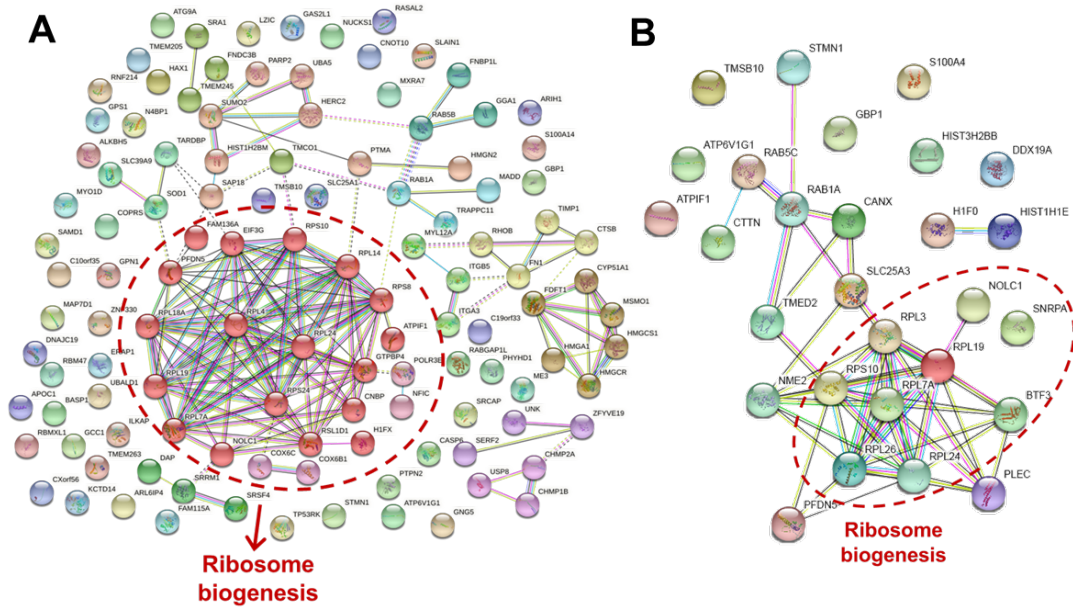 A
ATG9A
SRA1
LZIC
GAS2L1
NUCKS1
RASAL2
TMEM205
FNDC3B
PARP2
UBA5
CNOT10
SLAIN1
RNF214
HAX1
TMEM245
MXRA7
FNBP1L
GPS1
N4BP1
SUMO2
HERC2
RAB5B
GGA1
ARIH1
ALKBH5
TARDBP
HIST1H2BM
PTMA
HMGN2
S100A14
SLC39A9
TMCO1
GBP1
MYO1D
SOD1
SAP18
TMSB10
SLC25A1
RAB1A
MADD
COPRS
TRAPPC11
SAMD1
FAM136A
EIF3G
RPS10
MYL12A
RHOB
TIMP1
CTSB
C10orf35
GPN1
PFDN5
RPL14
ITGB5
FN1
CYP51A1
MAP7D1
ZNF330
RPL18A
RPL4
RPS8
ITGA3
FDFT1
MSMO1
DNAJC19
RBM47
ERAP1
RPL24
ATPIF1
C19orf33
HMGCS1
HMGA1
APOC1
BASP1
UBALD1
RPL19
GTPBP4
POLR3E
RABGAP1L
PHYHD1
HMGCR
RPS24
NFIC
ME3
RBMXL1
GCC1
ILKAP
RPL7A
CNBP
SRCAP
UNK
ZFYVE19
TMEM263
NOLC1
RSL1D1
H1FX
CASP6
SERF2
CXorf56
KCTD14
DAP
SRRM1
COX6C
COX6B1
PTPN2
USP8
CHMP2A
ARL6IP4
FAM115A
SRSF4
STMN1
ATP6V1G1
CHMP1B
TP53RK
GNG5
Ribosome
biogenesis
B
STMN1
TMSB10
S100A4
GBP1
ATP6V1G1
RAB5C
HIST3H2BB
DDX19A
RAB1A
ATPIF1
CTTN
CANX
H1F0
HIST1H1E
SLC25A3
TMED2
NOLC1
SNRPA
RPL3
RPL19
NME2
RPS10
RPL7A
BTF3
RPL26
RPL24
PLEC
PFDN5
Ribosome
biogenesis